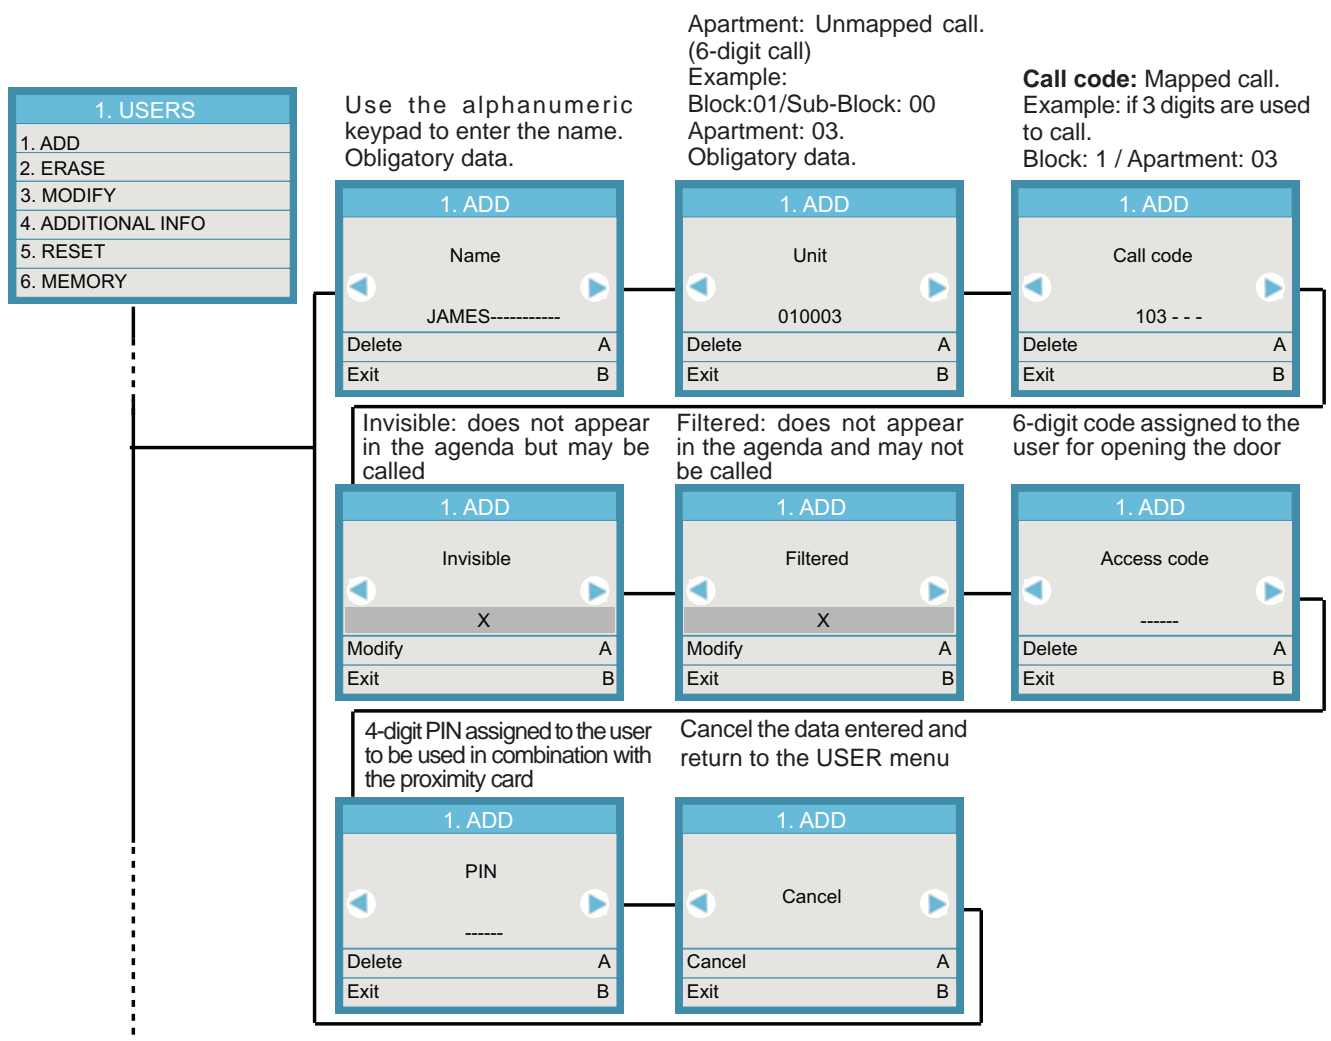 1. USERS
1. ADD
2. ERASE
3. MODIFY
4. ADDITIONAL INFO
5. RESET
6. MEMORY
Use the alphanumeric
keypad to enter the name.
Obligatory data.
1. ADD
Name
JAMES-----------
Delete A
Exit B
Apartment: Unmapped call.
(6-digit call)
Example:
Block:01/Sub-Block: 00
Apartment: 03.
Obligatory data.
1. ADD
Unit
010003
Delete A
Exit B
Call code: Mapped call.
Example: if 3 digits are used
to call.
Block: 1 / Apartment: 03
1. ADD
Call code
103 - - -
Delete A
Exit B
Invisible: does not appear
in the agenda but may be
called
1. ADD
Invisible
X
Modify A
Exit B
Filtered: does not appear
in the agenda and may not
be called
1. ADD
Filtered
X
Modify A
Exit B
6-digit code assigned to the
user for opening the door
1. ADD
Access code
------
Delete A
Exit B
4-digit PIN assigned to the user
to be used in combination with
the proximity card
1. ADD
PIN
------
Delete A
Exit B
Cancel the data entered and
return to the USER menu
1. ADD
Cancel
Cancel A
Exit B